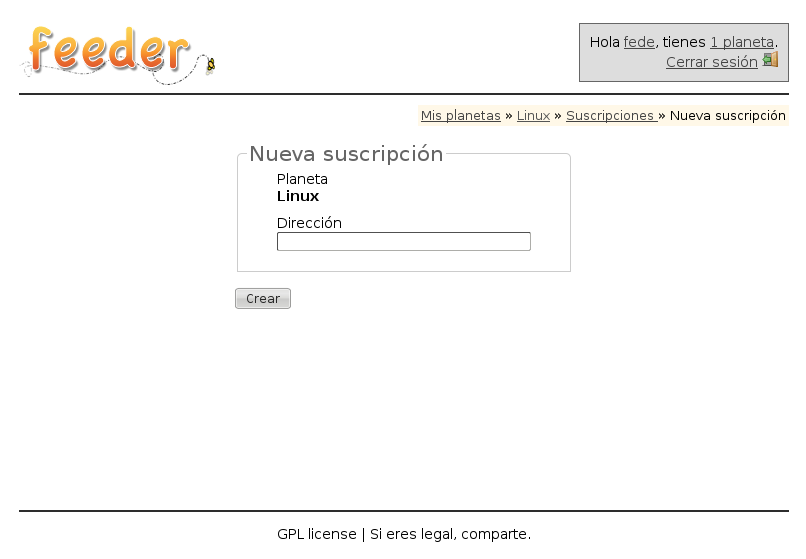 feeder
Hola fede, tienes 1 planeta.
Cerrar sesión
Mis planetas » Linux » Suscripciones » Nueva suscripción
Nueva suscripción
Planeta
Linux
Dirección
Crear
GPL license | Si eres legal, comparte.